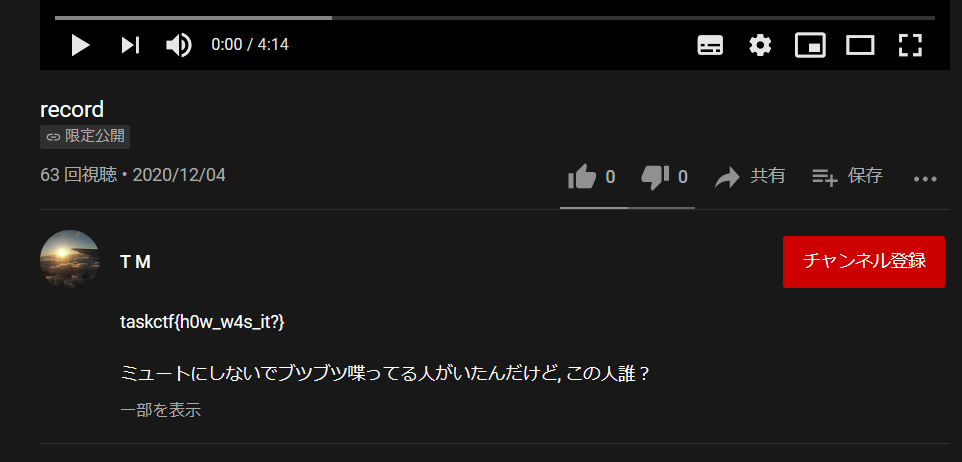 0:00 / 4:14
record
限定公開
63 回視聴 • 2020/12/04
0
0
共有
保存
T M
チャンネル登録
taskctf{h0w_w4s_it?}
ミュートにしないでブツブツ喋ってる人がいたんだけど, この人誰？
一部を表示